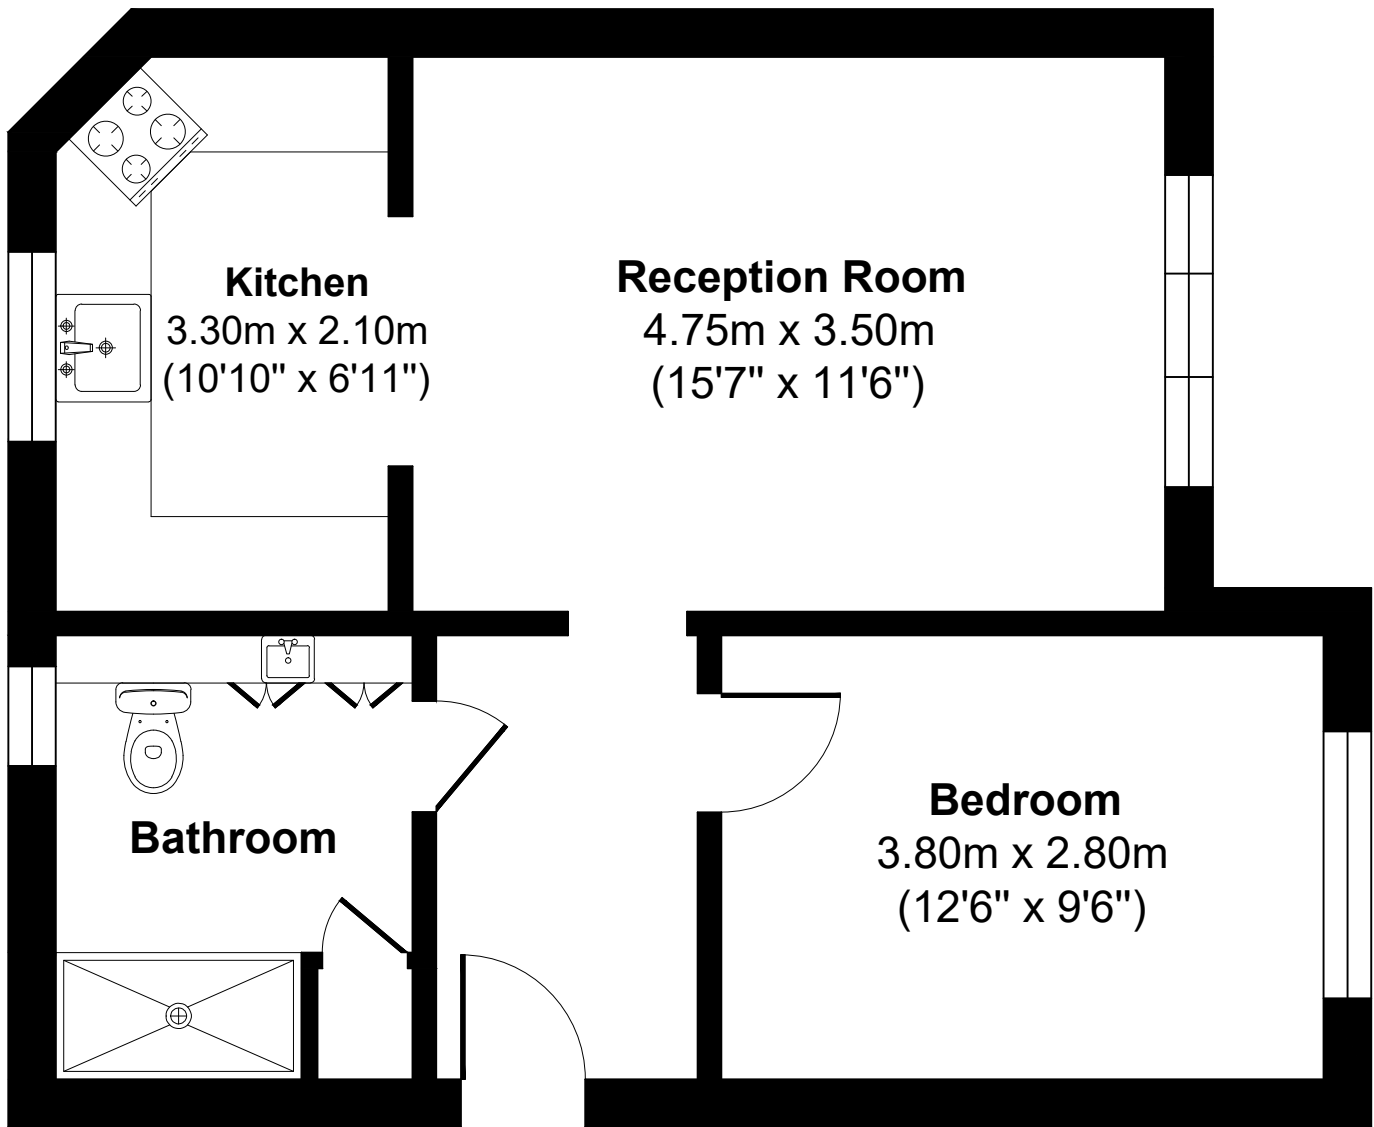 Kitchen
3.30m x 2.10m
(10'10" x 6'11")
Reception Room
4.75m x 3.50m
(15'7" x 11'6")
Bathroom
Bedroom
3.80m x 2.80m
(12'6" x 9'6")